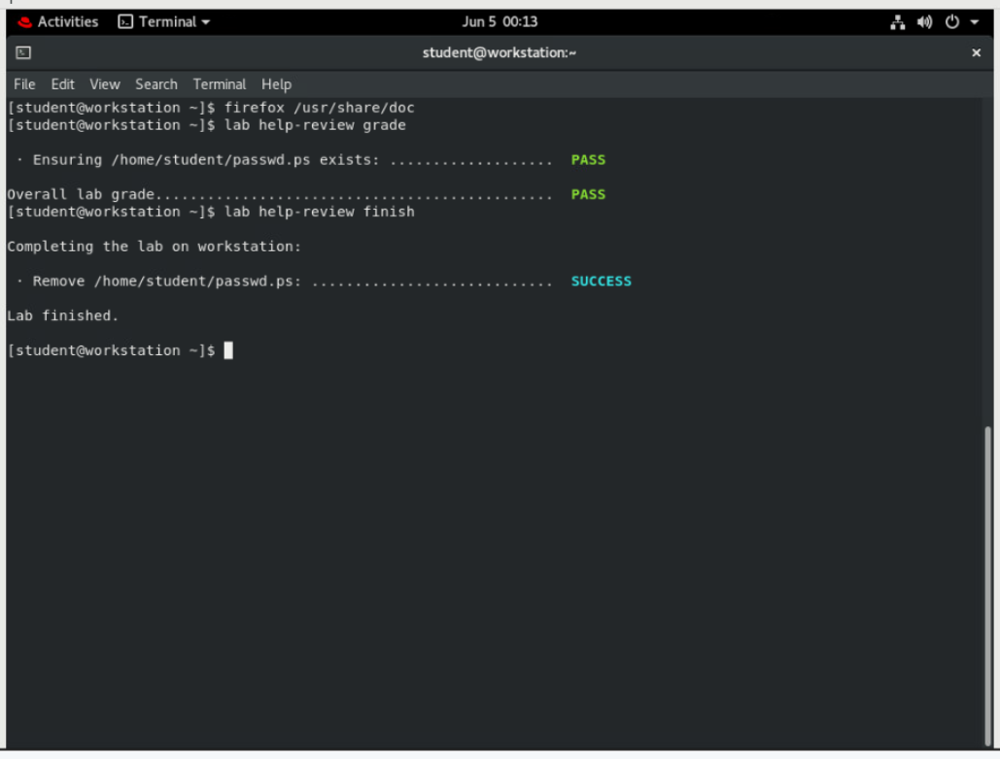 Activities Terminal Jun 5 00:13
student@workstation:~ ×
File Edit View Search Terminal Help
[student@workstation ~]$ firefox /usr/share/doc
[student@workstation ~]$ lab help-review grade
· Ensuring /home/student/passwd.ps exists: ................... PASS
Overall lab grade.............................................. PASS
[student@workstation ~]$ lab help-review finish
Completing the lab on workstation:
· Remove /home/student/passwd.ps: ............................ SUCCESS
Lab finished.
[student@workstation ~]$